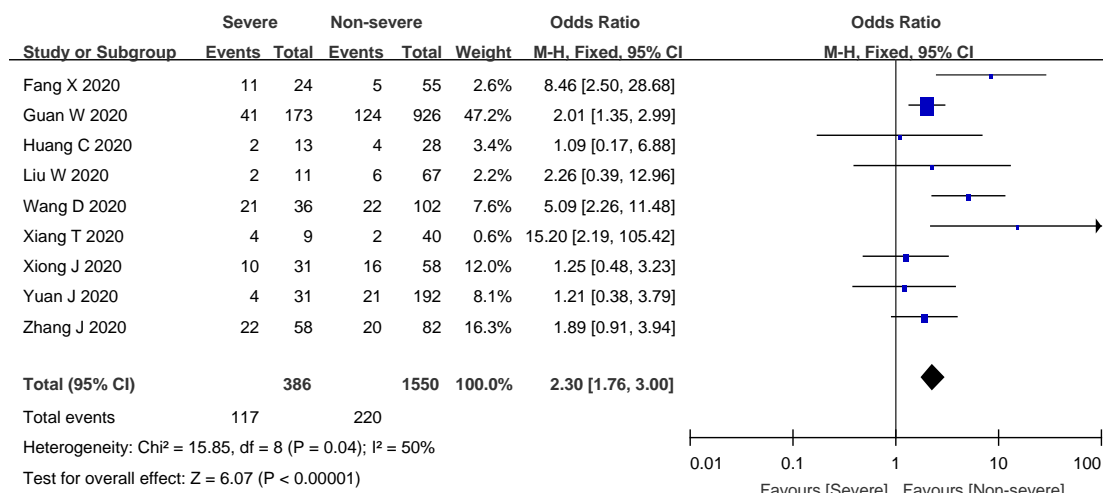 Severe Non-severe Odds Ratio Odds Ratio
Study or Subgroup Events Total Events Total Weight M-H, Fixed, 95% CI M-H, Fixed, 95% CI
Fang X 2020 11 24 5 55 2.6% 8.46 [2.50, 28.68]
Guan W 2020 41 173 124 926 47.2% 2.01 [1.35, 2.99]
Huang C 2020 2 13 4 28 3.4% 1.09 [0.17, 6.88]
Liu W 2020 2 11 6 67 2.2% 2.26 [0.39, 12.96]
Wang D 2020 21 36 22 102 7.6% 5.09 [2.26, 11.48]
Xiang T 2020 4 9 2 40 0.6% 15.20 [2.19, 105.42]
Xiong J 2020 10 31 16 58 12.0% 1.25 [0.48, 3.23]
Yuan J 2020 4 31 21 192 8.1% 1.21 [0.38, 3.79]
Zhang J 2020 22 58 20 82 16.3% 1.89 [0.91, 3.94]
Total (95% CI) 386 1550 100.0% 2.30 [1.76, 3.00]
Total events 117 220
Heterogeneity: Chi² = 15.85, df = 8 (P = 0.04); I² = 50%
Test for overall effect: Z = 6.07 (P < 0.00001)
0.01 0.1 1 10 100
Favours [Severe] Favours [Non-severe]